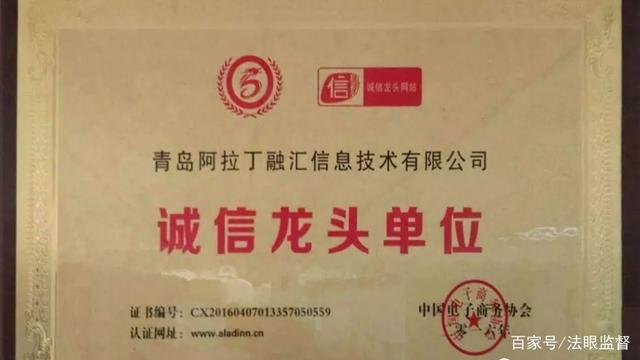 信
诚信龙头网站
青岛阿拉丁融汇信息技术有限公司
诚信龙头单位
证书编号：CX20160407013357050559
中国电子商务协会
认证网址：www.aladinn.cn
百家号/法眼监督